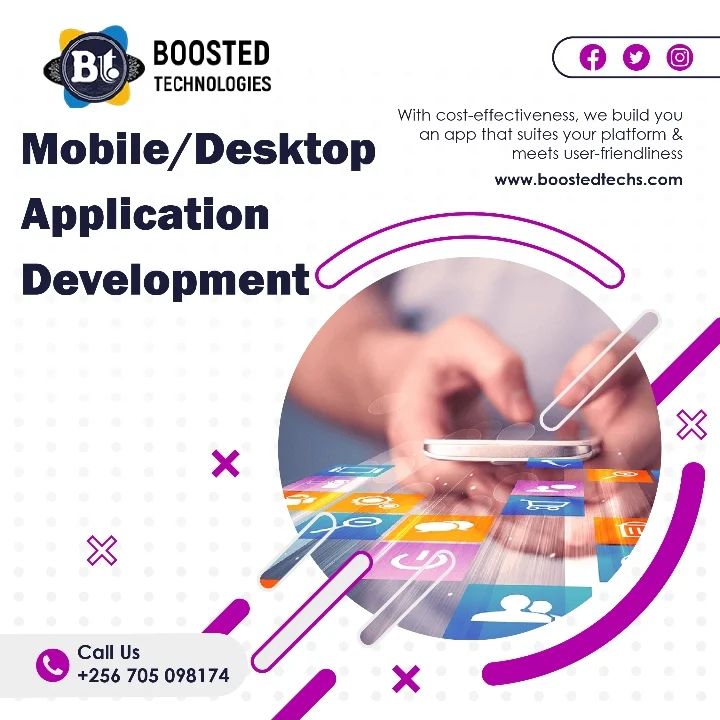 Bt
BOOSTED
TECHNOLOGIES
With cost-effectiveness, we build you
an app that suites your platform &
meets user-friendliness
www.boostedtechs.com
Mobile/Desktop
Application
Development
Call Us
+256 705 098174